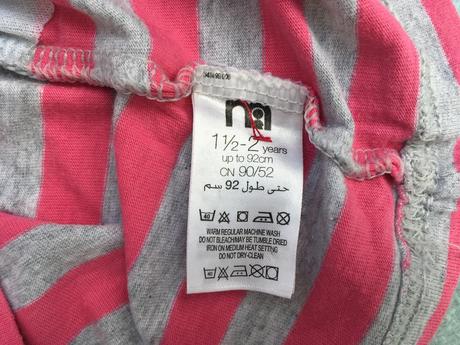 1½-2 years
up to 92cm
CN 90/52
حتى طول 92 سم
40
WARM REGULAR MACHINE WASH
DO NOT BLEACH/MAY BE TUMBLE DRIED
IRON ON MEDIUM HEAT SETTING
DO NOT DRY-CLEAN